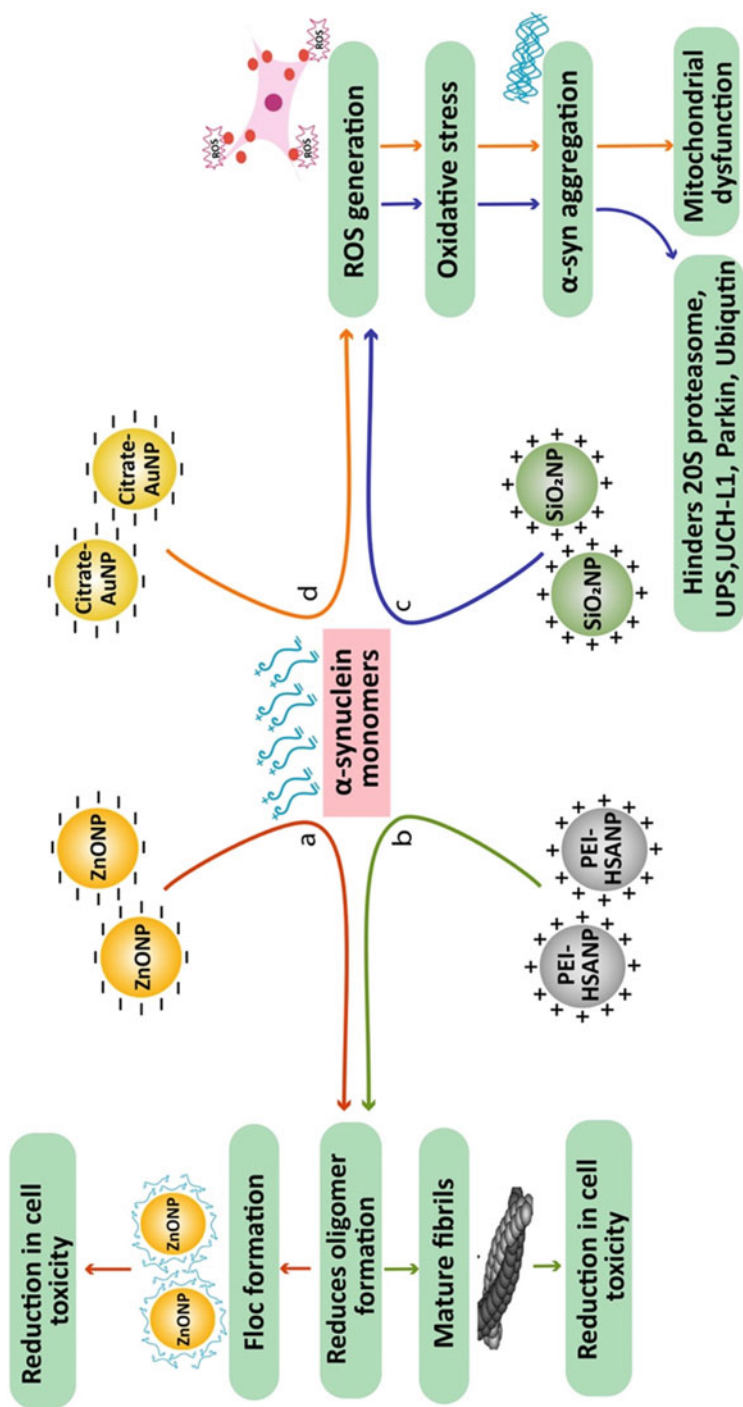 Reduction in cell
toxicity
ZnONP
ZnONP
Floc formation
Reduces oligomer
formation
Mature fibrils
Reduction in cell
toxicity
ZnONP
ZnONP
a
α-synuclein
monomers
b
PEI-
HSANP
PEI-
HSANP
Citrate-
AuNP
Citrate-
AuNP
d
c
SiO₂NP
SiO₂NP
ROS
ROS
ROS
ROS generation
Oxidative stress
α-syn aggregation
Hinders 20S proteasome,
UPS,UCH-L1, Parkin, Ubiqutin
Mitochondrial
dysfunction